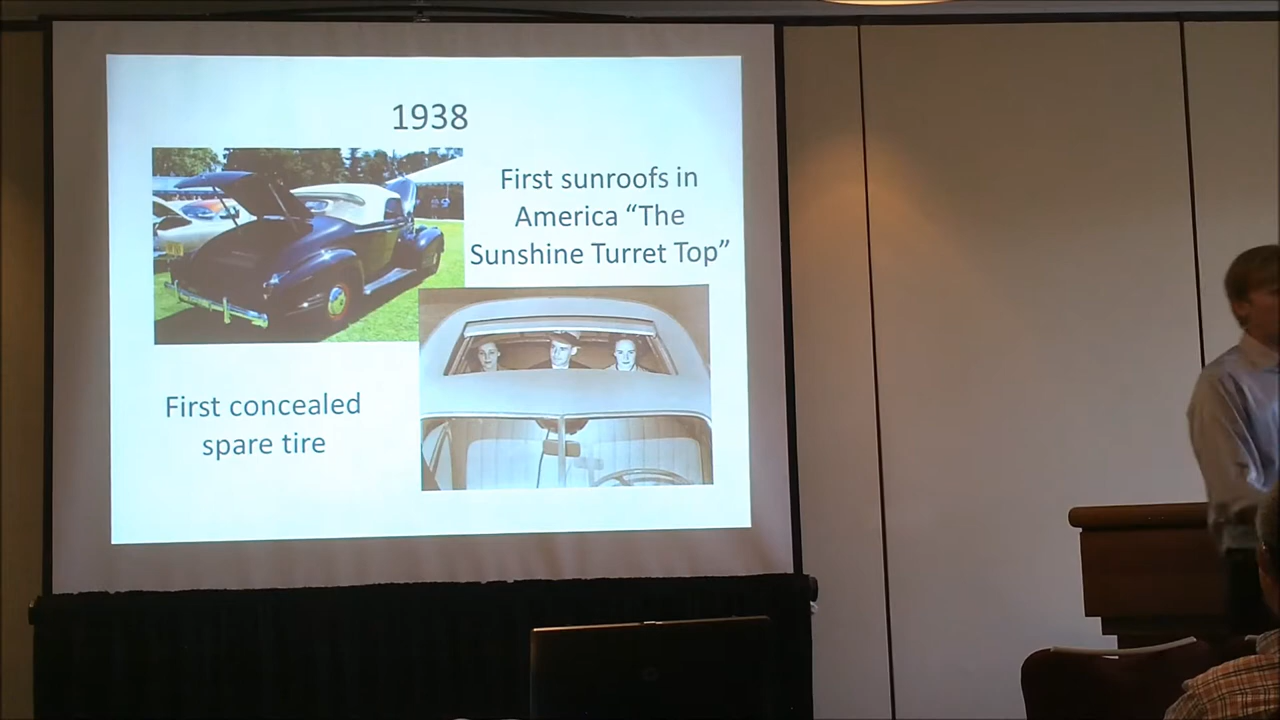 1938
First sunroofs in
America “The
Sunshine Turret Top”
First concealed
spare tire